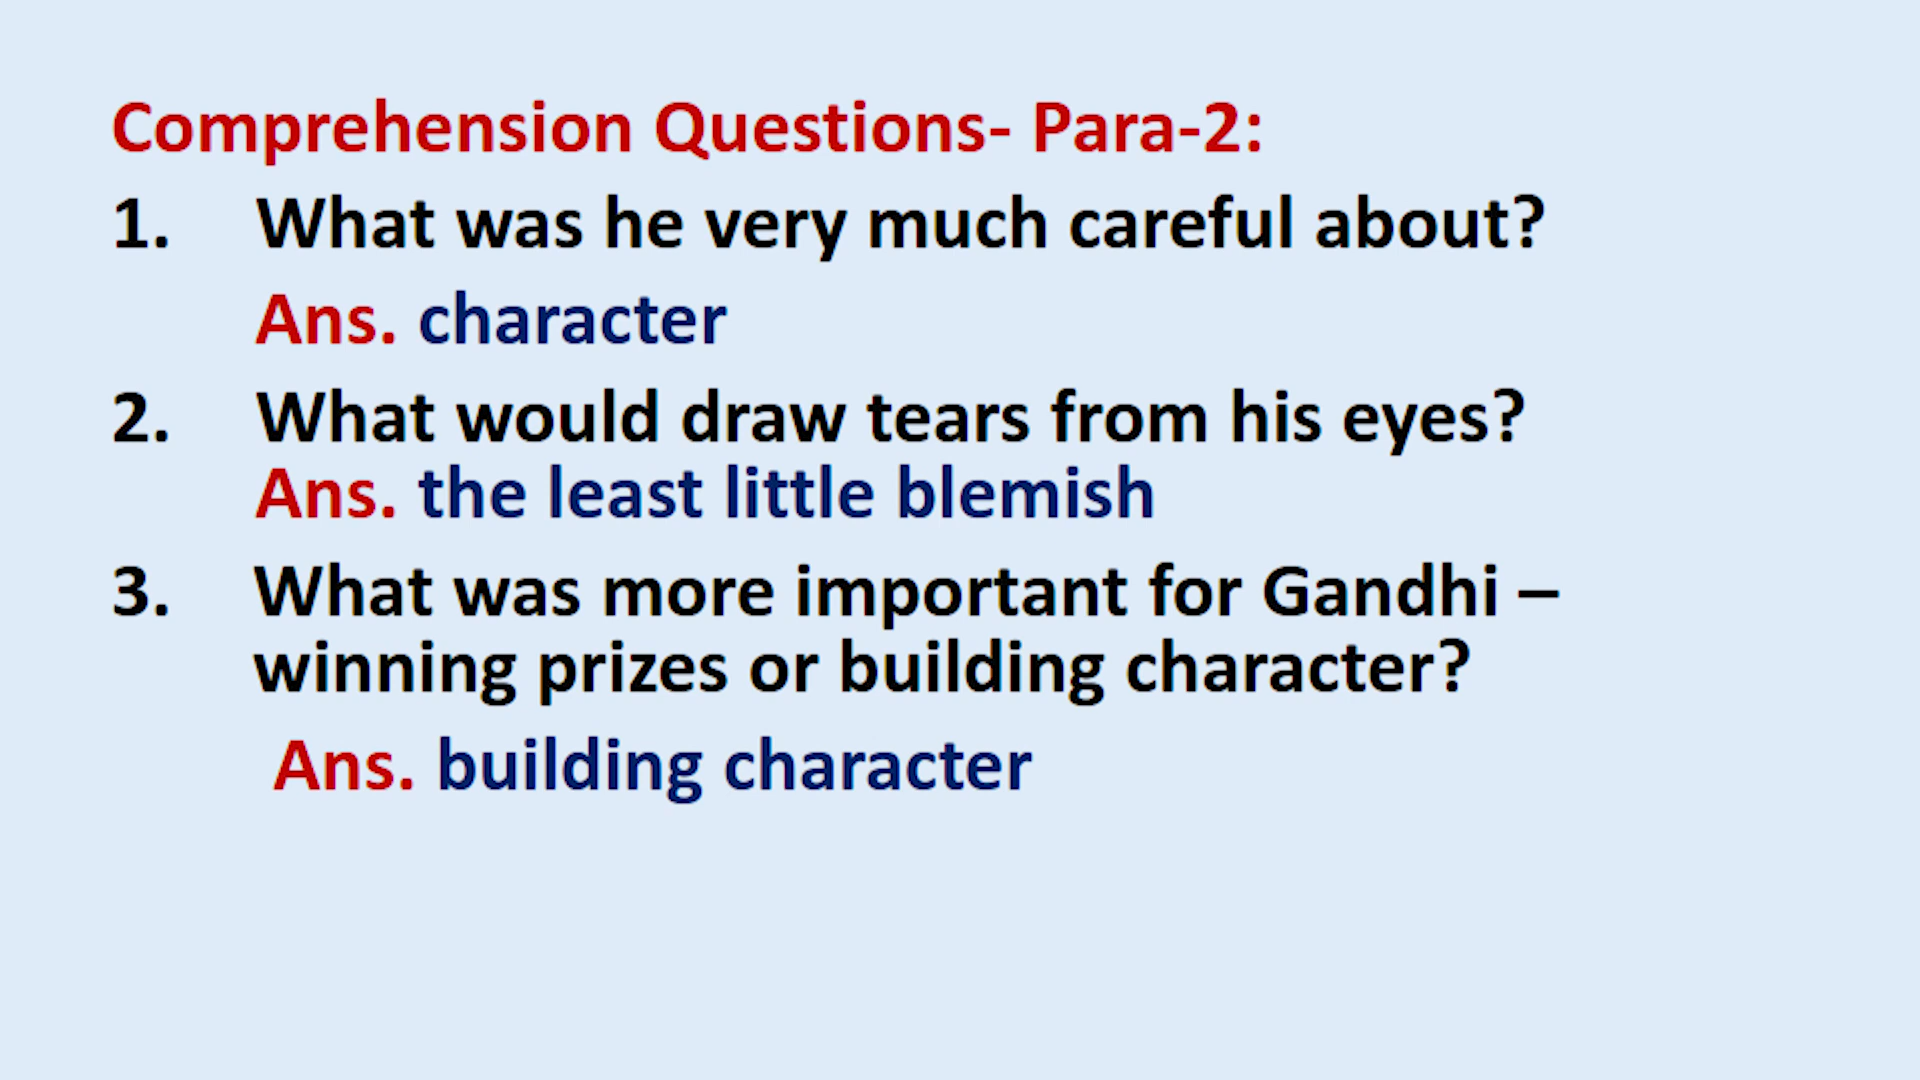 Comprehension Questions- Para-2:
1. What was he very much careful about?
Ans. character
2. What would draw tears from his eyes?
Ans. the least little blemish
3. What was more important for Gandhi –
winning prizes or building character?
Ans. building character